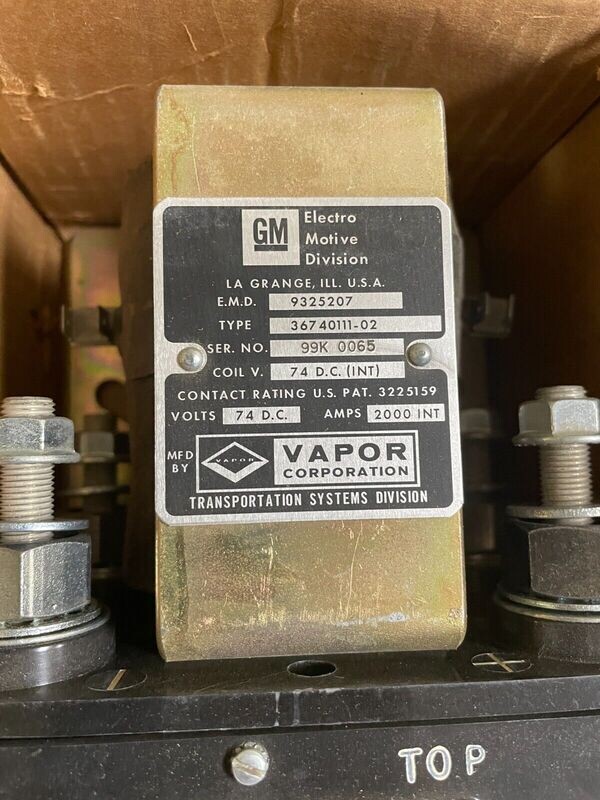 GM Electro
Motive
Division
LA GRANGE, ILL. U.S.A.
E.M.D. 9325207
TYPE 36740111-02
SER. NO. 99K 0065
COIL V. 74 D.C. (INT)
CONTACT RATING U.S. PAT. 3225159
VOLTS 74 D.C. AMPS 2000 INT
MFD
BY
VAPOR
VAPOR
CORPORATION
TRANSPORTATION SYSTEMS DIVISION
− +
TOP